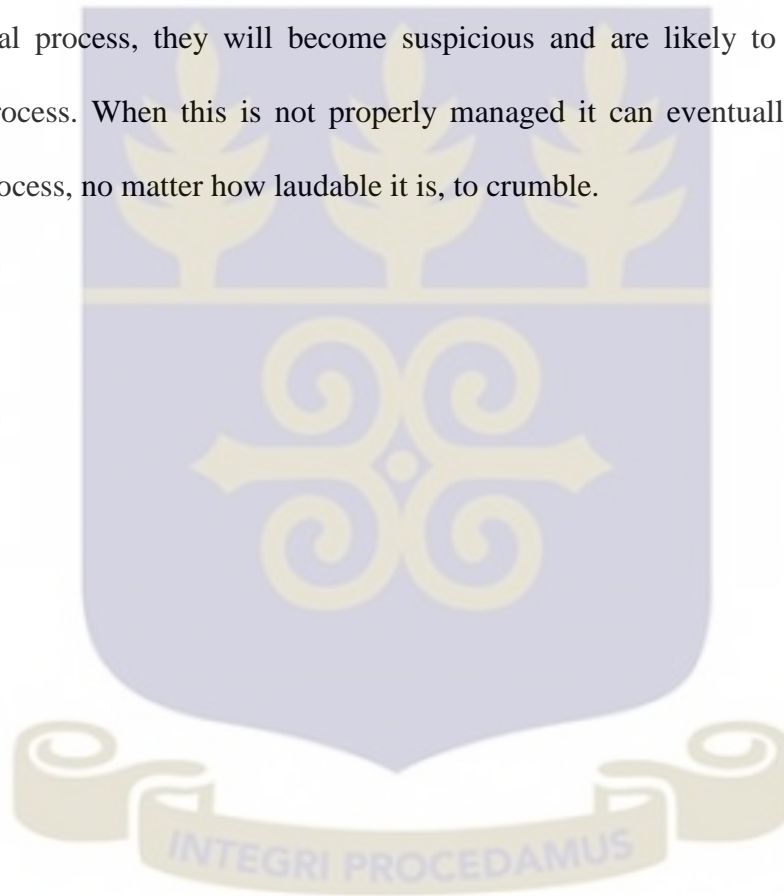 al process, they will become suspicious and are likely to
rocess. When this is not properly managed it can eventuall
ocess, no matter how laudable it is, to crumble.
INTEGRI PROCEDAMUS